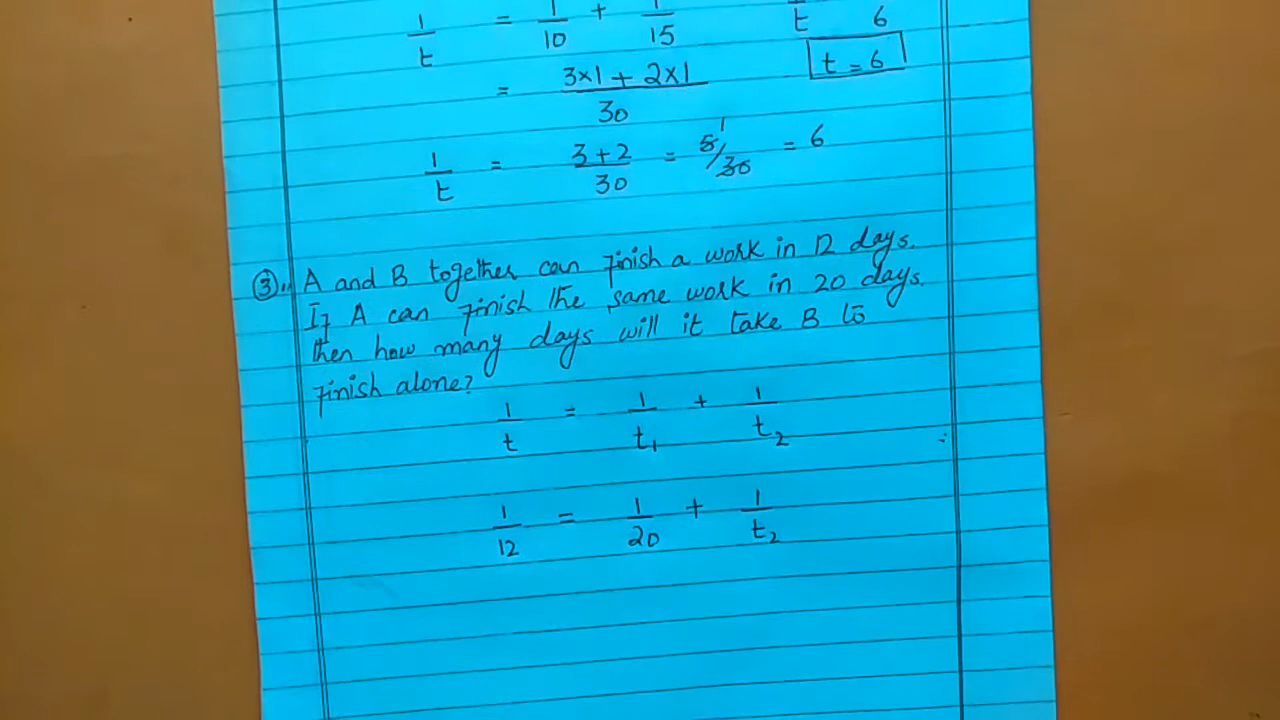 1/t = 1/10 + 1/15
t 6
t = 6
= 3×1 + 2×1 / 30
1/t = 3+2/30 = 5/30 1 = 6
③.. A and B together can finish a work in 12 days.
If A can finish the same work in 20 days.
then how many days will it take B to
finish alone?
1/t = 1/t₁ + 1/t₂
1/12 = 1/20 + 1/t₂